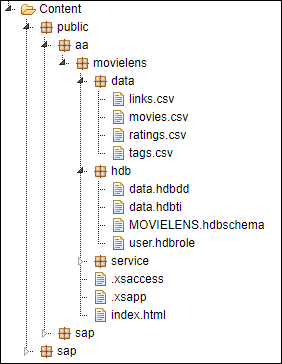 Content
public
aa
movielens
data
links.csv
movies.csv
ratings.csv
tags.csv
hdb
data.hdbdd
data.hdbti
MOVIELENS.hdbschema
user.hdbrole
service
.xsaccess
.xsapp
index.html
sap
sap